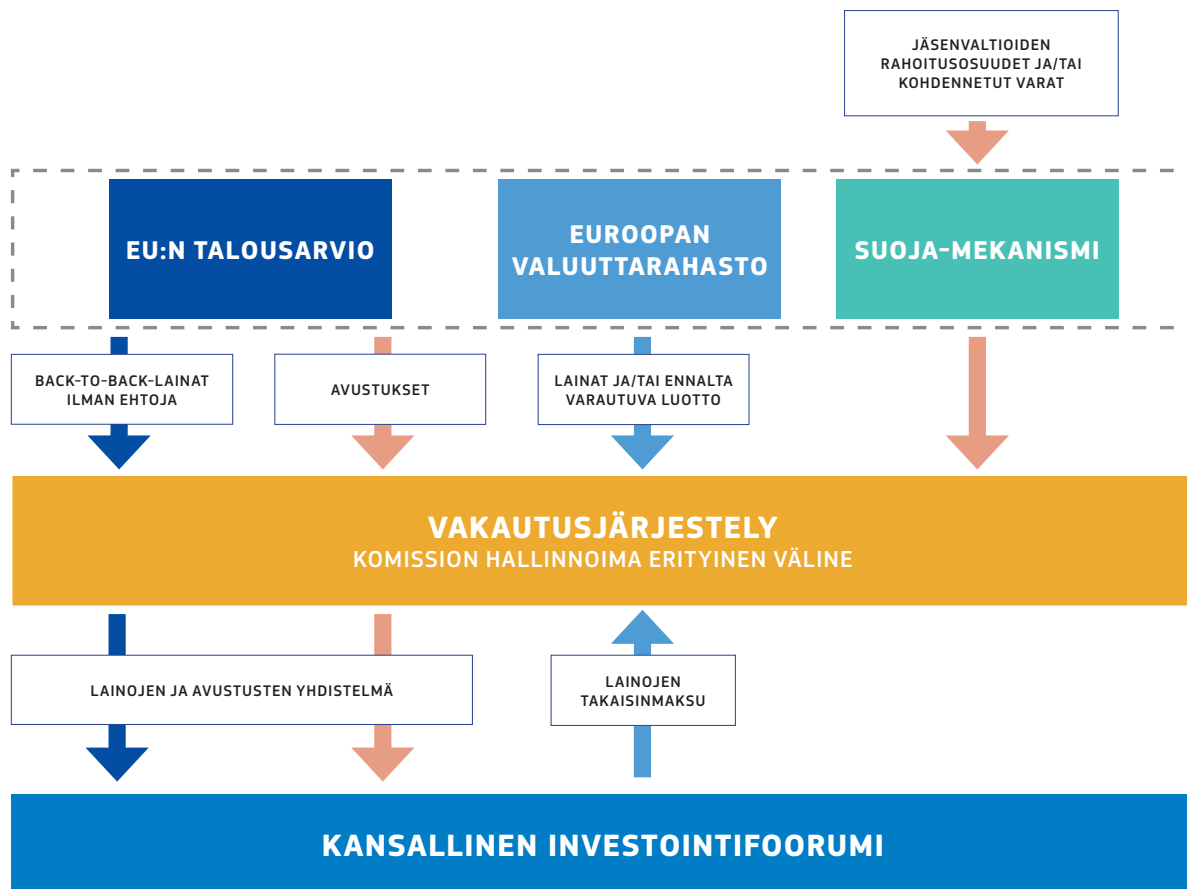 JÄSENVALTIOIDEN
RAHOITUSOSUUDET JA/TAI
KOHDENNETUT VARAT
EU:N TALOUSARVIO
EUROOPAN
VALUUTTARAHASTO
SUOJA-MEKANISMI
BACK-TO-BACK-LAINAT
ILMAN EHTOJA
AVUSTUKSET
LAINAT JA/TAI ENNALTA
VARAUTUVA LUOTTO
VAKAUTUSJÄRJESTELY
KOMISSION HALLINNOIMA ERITYINEN VÄLINE
LAINOJEN JA AVUSTUSTEN YHDISTELMÄ
LAINOJEN
TAKAISINMAKSU
KANSALLINEN INVESTOINTIFOORUMI